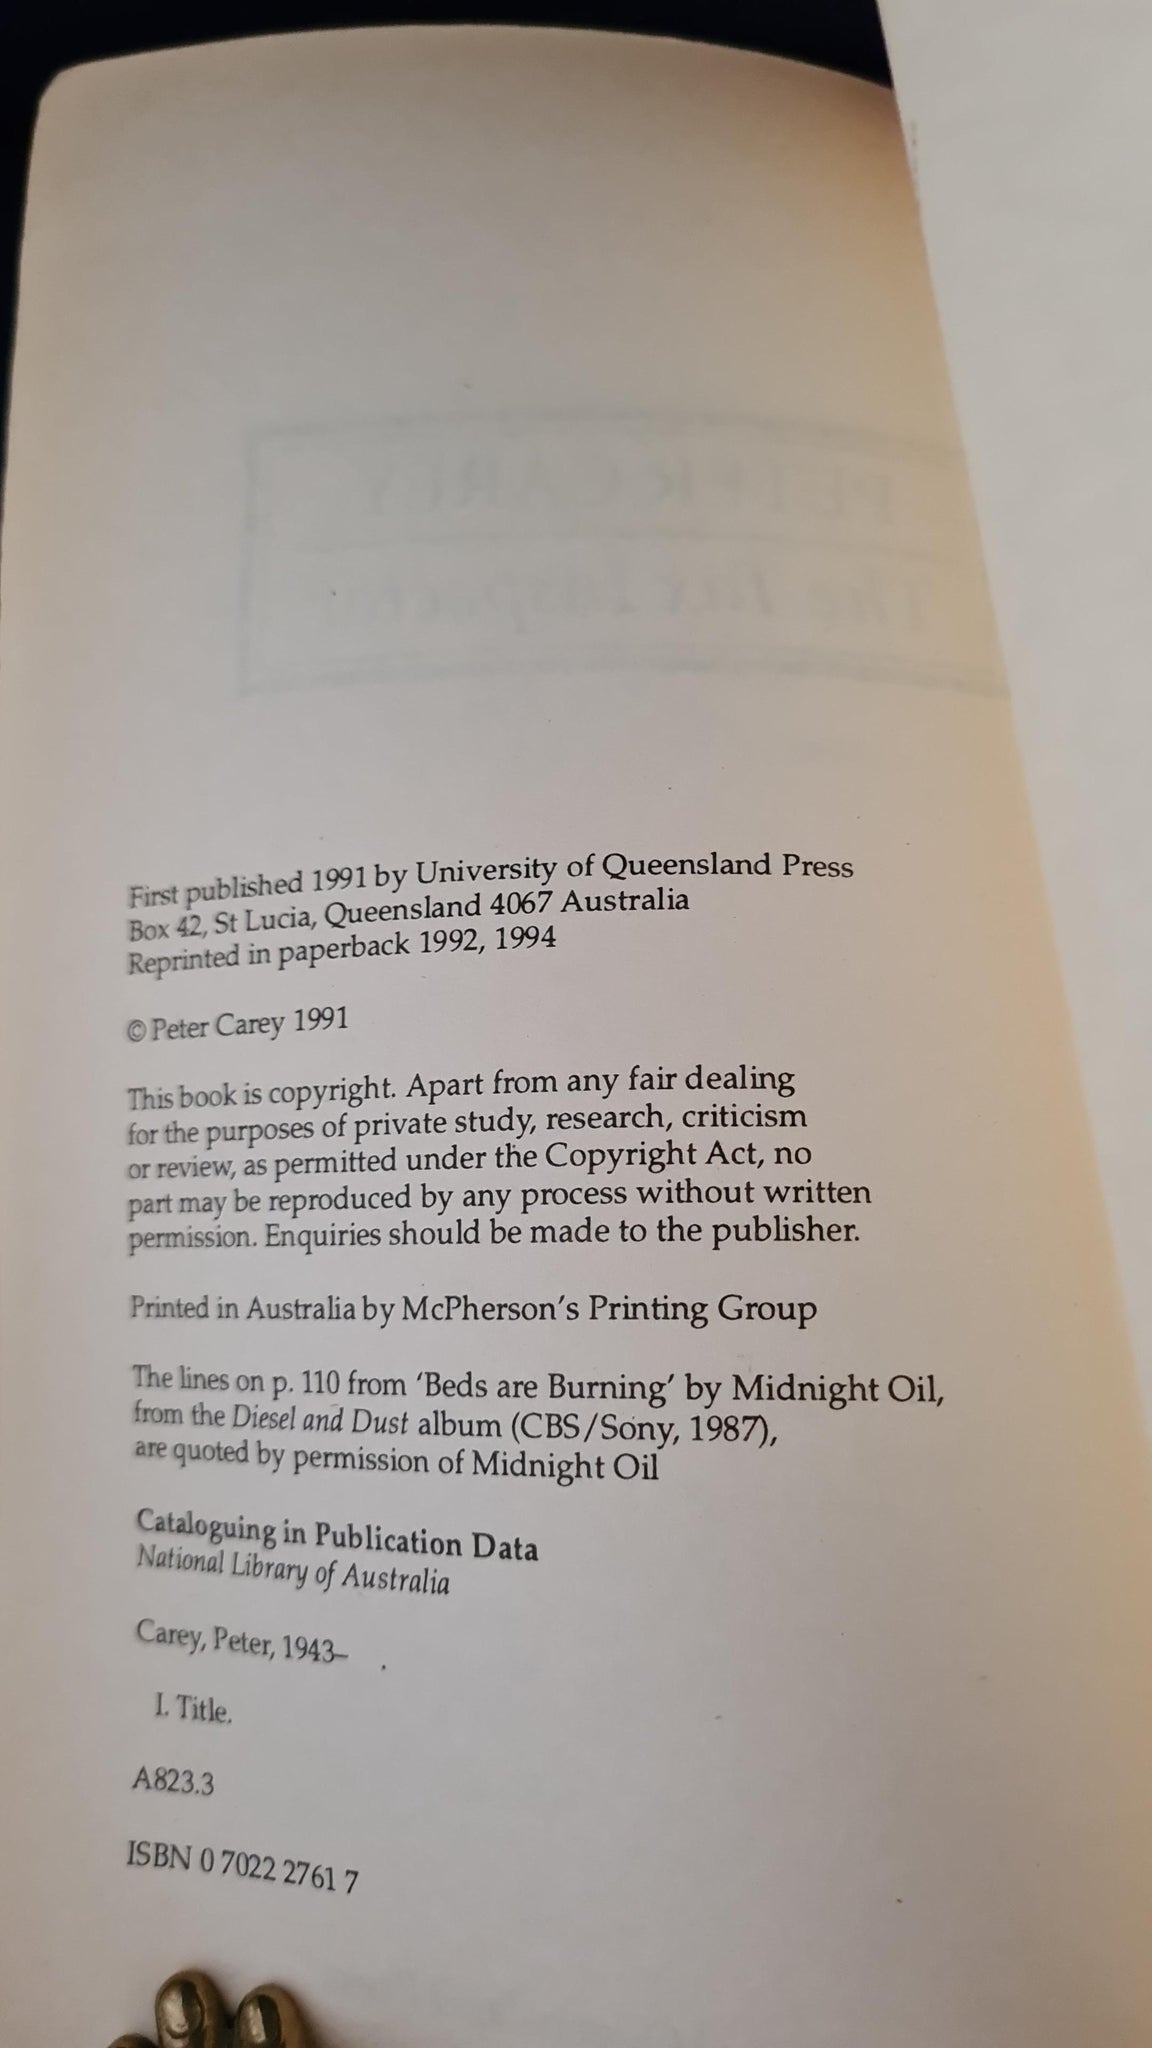 PETER CAREY
The Tax Inspector
First published 1991 by University of Queensland Press
Box 42, St Lucia, Queensland 4067 Australia
Reprinted in paperback 1992, 1994
© Peter Carey 1991
This book is copyright. Apart from any fair dealing
for the purposes of private study, research, criticism
or review, as permitted under the Copyright Act, no
part may be reproduced by any process without written
permission. Enquiries should be made to the publisher.
Printed in Australia by McPherson's Printing Group
The lines on p. 110 from 'Beds are Burning' by Midnight Oil,
from the Diesel and Dust album (CBS/Sony, 1987),
are quoted by permission of Midnight Oil
Cataloguing in Publication Data
National Library of Australia
Carey, Peter, 1943–
I. Title.
A823.3
ISBN 0 7022 2761 7